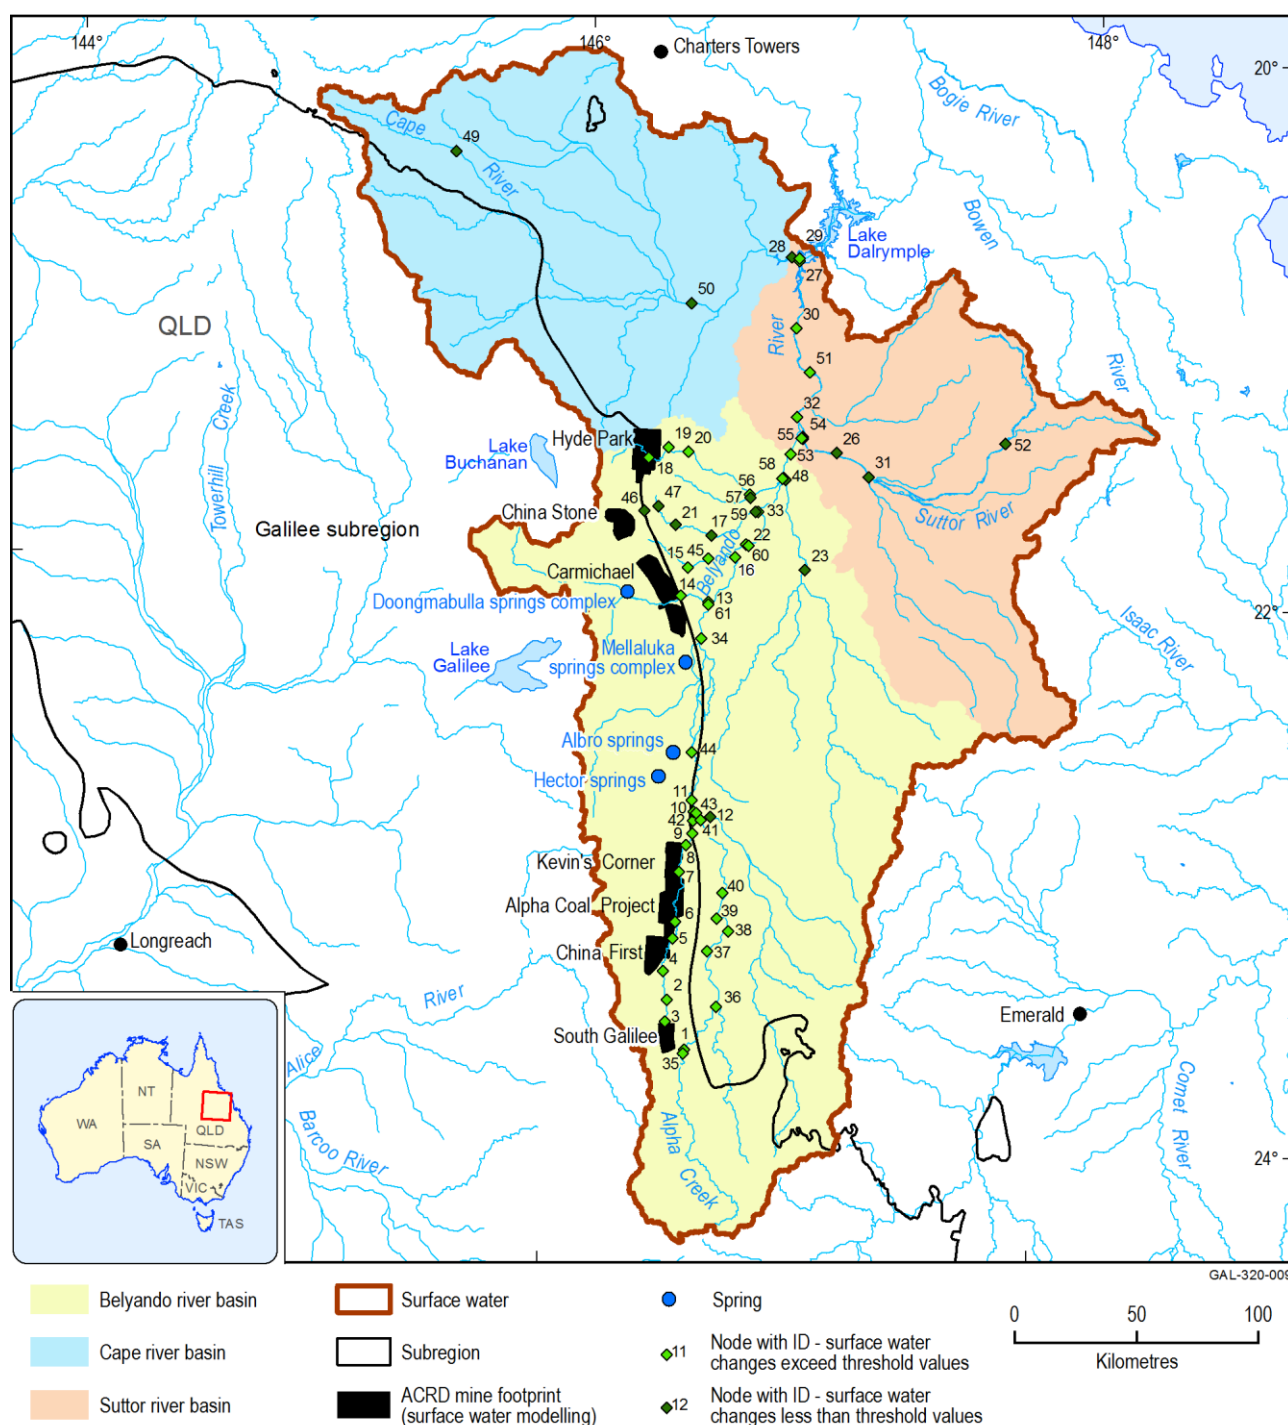 144°
146°
148°
Charters Towers
20°
Bogie River
Cape
River
49
Bowen
River
29
28
27
Lake
Dalrymple
50
QLD
River
30
51
Towerhill
Creek
32
Hyde Park
19
20
54
55
26
52
Lake
Buchanan
18
53
31
58
48
46
47
56
57
China Stone
21
59
33
Suttor River
Galilee subregion
17
22
15
45
60
16
23
Belyando
Carmichael
14
13
Doongmabulla springs complex
61
22°
Isaac River
34
Lake
Galilee
Mellaluka
springs complex
Albro springs
44
Hector springs
11
10
43
12
42
41
9
Kevin's Corner
8
7
40
Alpha Coal Project
6
39
38
5
Longreach
China First
37
4
River
2
36
Emerald
3
South Galilee
1
35
Alice
Barcoo River
Alpha Creek
Comet River
24°
NT
WA
QLD
SA
NSW
VIC
TAS
GAL-320-009
Belyando river basin
Surface water
Spring
0
50
100
Kilometres
Cape river basin
Subregion
11
Node with ID - surface water
changes exceed threshold values
Suttor river basin
ACRD mine footprint
(surface water modelling)
12
Node with ID - surface water
changes less than threshold values